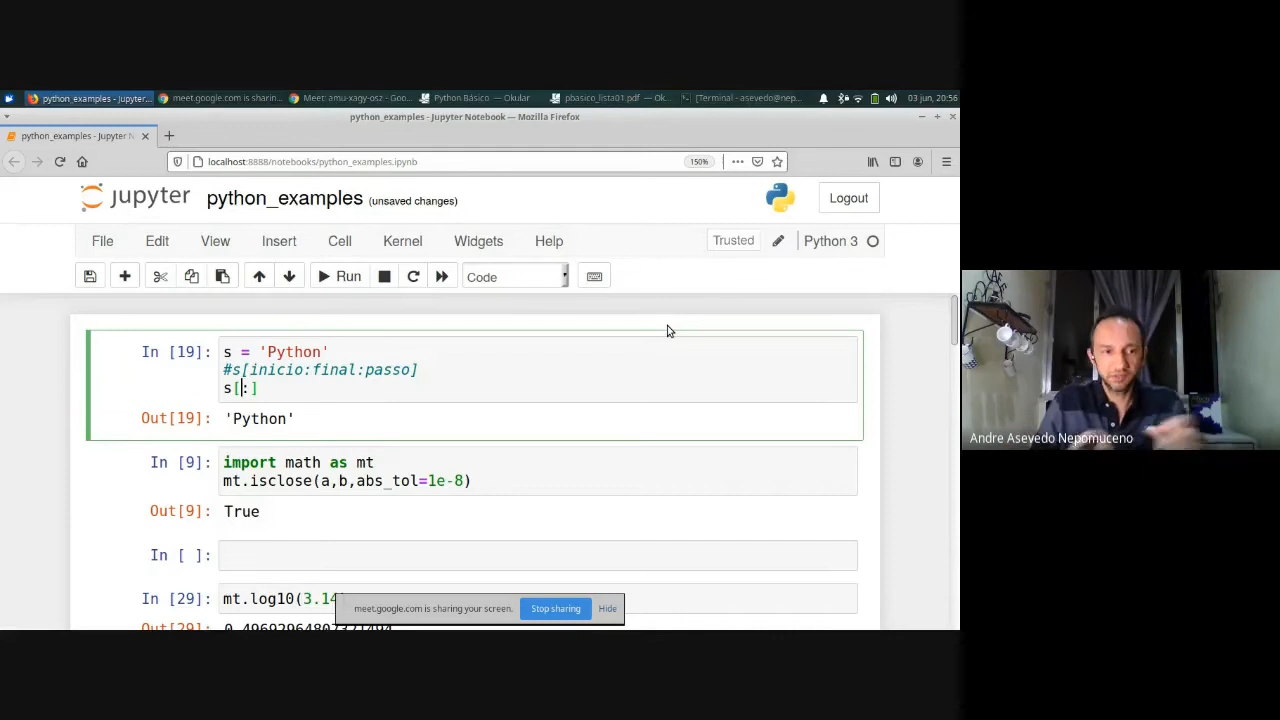 python_examples - Jupyter...
meet.google.com is sharin...
Meet: amu-xagy-osz - Goo...
Python Básico — Okular
pbasico_lista01.pdf — Ok...
[Terminal - asevedo@nep...
03 jun, 20:56
python_examples - Jupyter Notebook — Mozilla Firefox
python_examples - Jupyter N
localhost:8888/notebooks/python_examples.ipynb
150%
jupyter python_examples (unsaved changes)
Logout
File Edit View Insert Cell Kernel Widgets Help
Trusted
Python 3
Run
Code
In [19]: s = 'Python'
#s[inicio:final:passo]
s[:]
Out[19]: 'Python'
In [9]: import math as mt
mt.isclose(a,b,abs_tol=1e-8)
Out[9]: True
In [ ]:
In [29]: mt.log10(3.14
meet.google.com is sharing your screen. Stop sharing Hide
Out[29]:
Andre Asevedo Nepomuceno